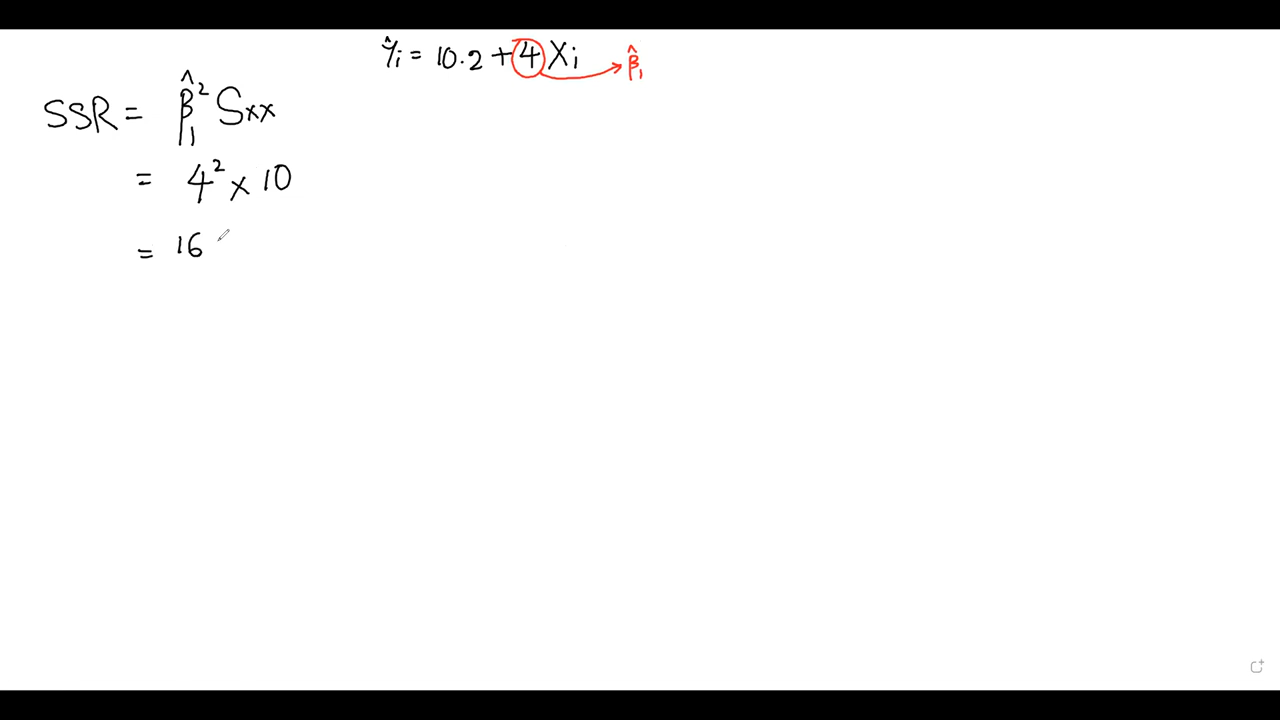 Ŷi = 10.2 + 4 Xi
β̂₁
SSR = β̂₁² Sxx
= 4² × 10
= 16